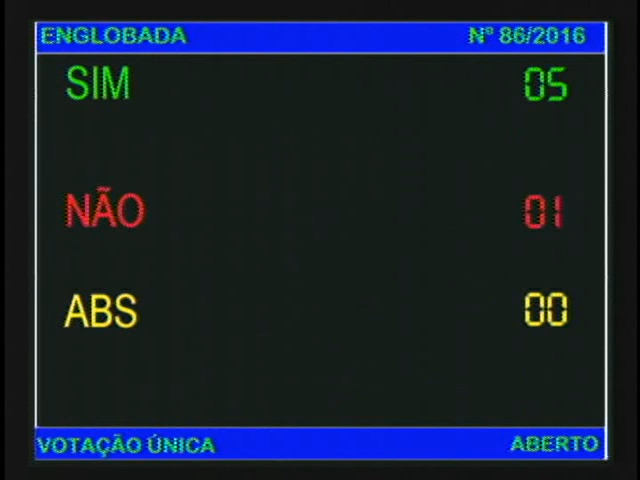 ENGLOBADA Nº 86/2016
SIM 05
NÃO 01
ABS 00
VOTAÇÃO ÚNICA ABERTO